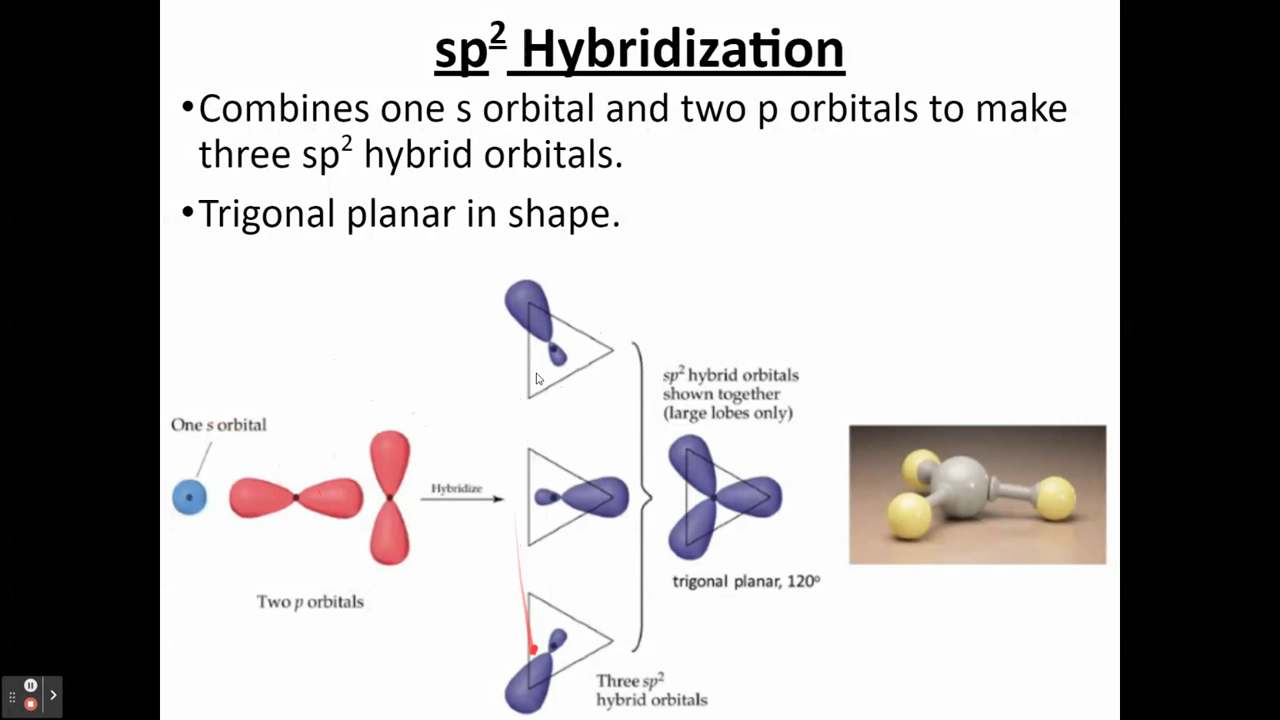 sp² Hybridization
•Combines one s orbital and two p orbitals to make
three sp² hybrid orbitals.
•Trigonal planar in shape.
One s orbital
Two p orbitals
Hybridize
Three sp²
hybrid orbitals
sp² hybrid orbitals
shown together
(large lobes only)
trigonal planar, 120º